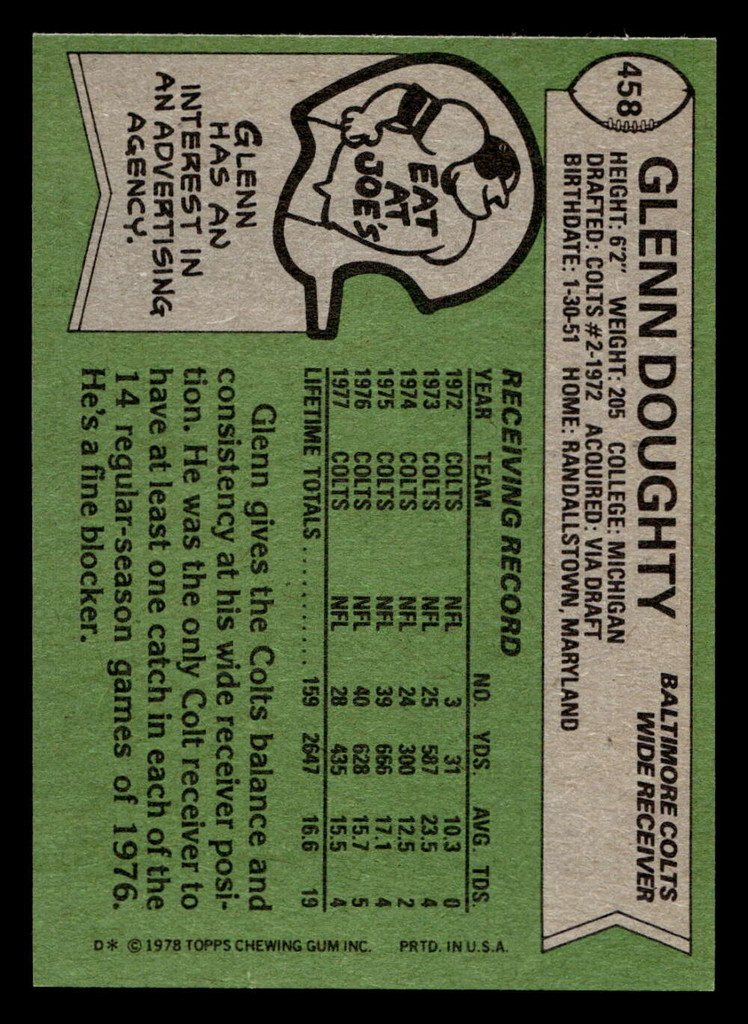 458
GLENN DOUGHTY
BALTIMORE COLTS
WIDE RECEIVER
HEIGHT: 6'2" WEIGHT: 205 COLLEGE: MICHIGAN
DRAFTED: COLTS #2-1972 ACQUIRED: VIA DRAFT
BIRTHDATE: 1-30-51 HOME: RANDALLSTOWN, MARYLAND
EAT
AT
JOE'S
GLENN
HAS AN
INTEREST IN
AN ADVERTISING
AGENCY.
RECEIVING RECORD
YEAR TEAM NO. YDS. AVG. TDS.
1972 COLTS NFL 3 31 10.3 0
1973 COLTS NFL 25 587 23.5 4
1974 COLTS NFL 24 300 12.5 2
1975 COLTS NFL 39 666 17.1 4
1976 COLTS NFL 40 628 15.7 5
1977 COLTS NFL 28 435 15.5 4
LIFETIME TOTALS .......... 159 2647 16.6 19
Glenn gives the Colts balance and
consistency at his wide receiver posi-
tion. He was the only Colt receiver to
have at least one catch in each of the
14 regular-season games of 1976.
He's a fine blocker.
D* © 1978 TOPPS CHEWING GUM INC. PRTD. IN U.S.A.